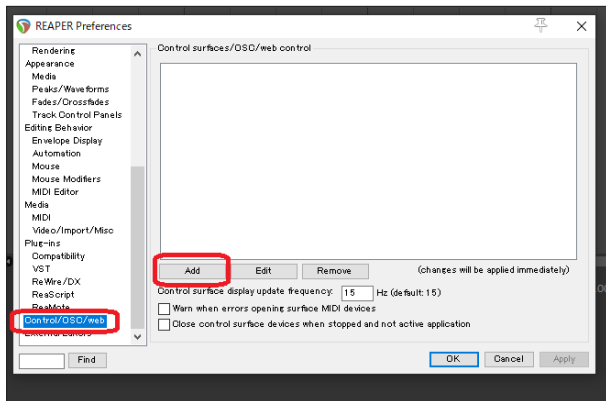 REAPER Preferences
Rendering
Appearance
Media
Peaks/Waveforms
Fades/Crossfades
Track Control Panels
Editing Behavior
Envelope Display
Automation
Mouse
Mouse Modifiers
MIDI Editor
Media
MIDI
Video/Import/Misc
Plug-ins
Compatibility
VST
ReWire/DX
ReaScript
ReaMote
Control/OSC/web
External Editors
Find
Control surfaces/OSC/web control
Add Edit Remove (changes will be applied immediately)
Control surface display update frequency: 15 Hz (default: 15)
Warn when errors opening surface MIDI devices
Close control surface devices when stopped and not active application
OK Cancel Apply